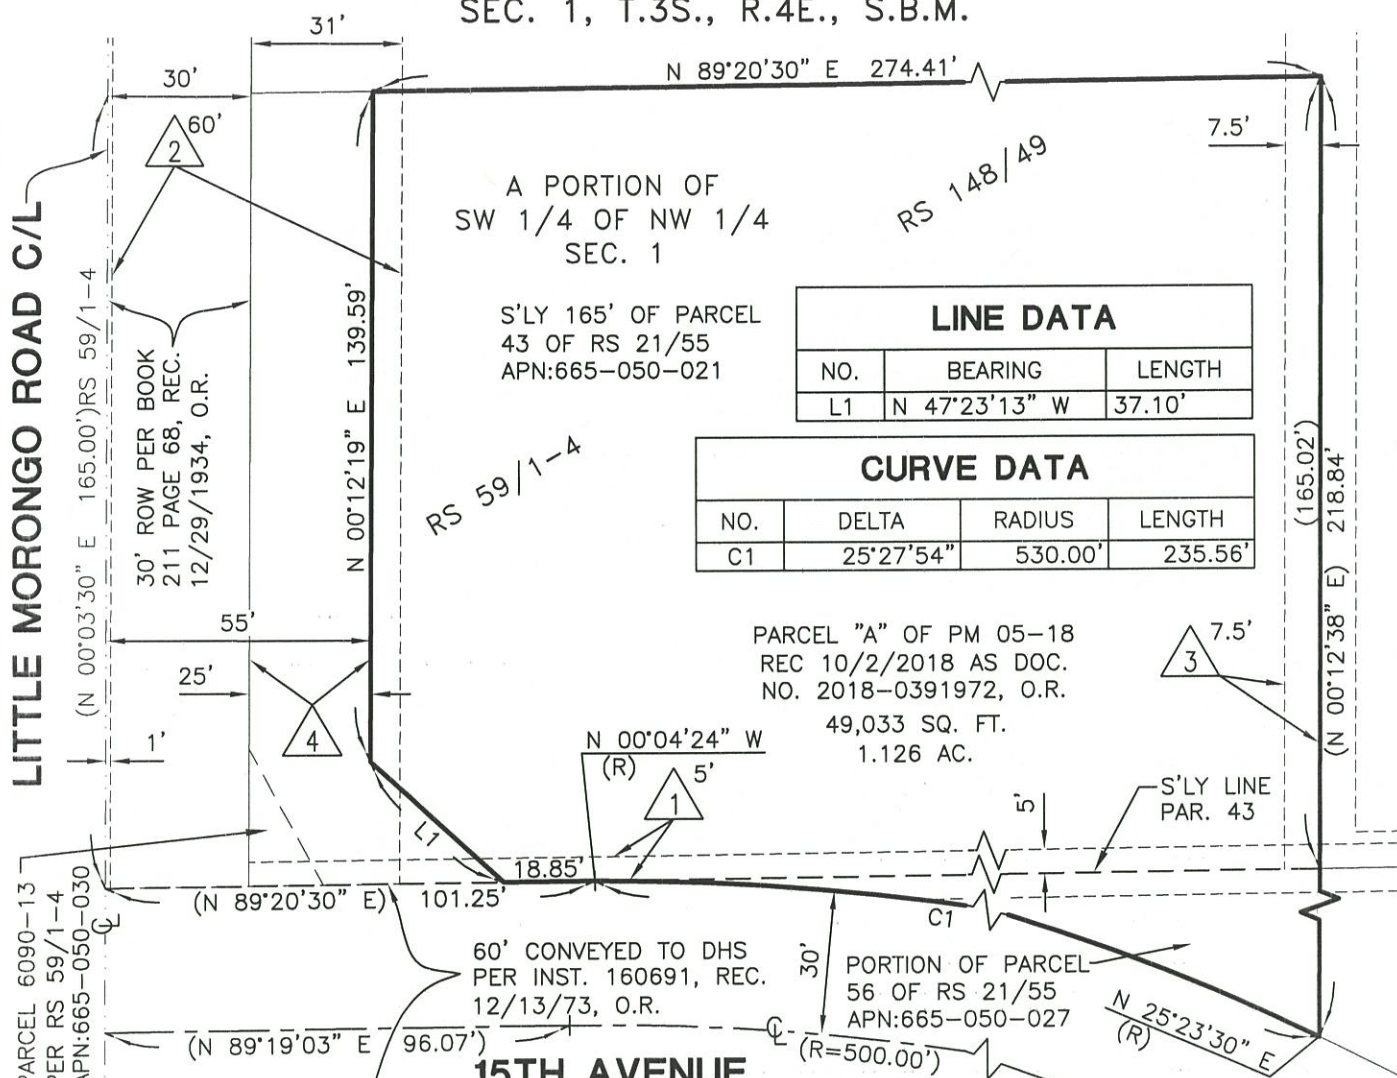 SEC. 1, T.3S., R.4E., S.B.M.
31'
30'
N 89°20'30" E 274.41'
7.5'
2
60'
A PORTION OF
SW 1/4 OF NW 1/4
SEC. 1
RS 148/49
S'LY 165' OF PARCEL
43 OF RS 21/55
APN:665-050-021
LITTLE MORONGO ROAD C/L
(N 00°03'30" E 165.00')RS 59/1-4
30' ROW PER BOOK
211 PAGE 68, REC.
12/29/1934, O.R.
N 00°12'19" E 139.59'
RS 59/1-4
LINE DATA
NO. BEARING LENGTH
L1 N 47°23'13" W 37.10'
CURVE DATA
NO. DELTA RADIUS LENGTH
C1 25°27'54" 530.00' 235.56'
(165.02')
(N 00°12'38" E) 218.84'
55'
25'
1'
4
PARCEL "A" OF PM 05-18
REC 10/2/2018 AS DOC.
NO. 2018-0391972, O.R.
49,033 SQ. FT.
1.126 AC.
3
7.5'
N 00°04'24" W
(R)
1
5'
5'
S'LY LINE
PAR. 43
L1
18.85'
(N 89°20'30" E) 101.25'
C1
PARCEL 6090-13
PER RS 59/1-4
APN:665-050-030
℄
60' CONVEYED TO DHS
PER INST. 160691, REC.
12/13/73, O.R.
30'
PORTION OF PARCEL
56 OF RS 21/55
APN:665-050-027
N 25°23'30" E
(R)
(N 89°19'03" E 96.07')
℄
(R=500.00')
15TH AVENUE